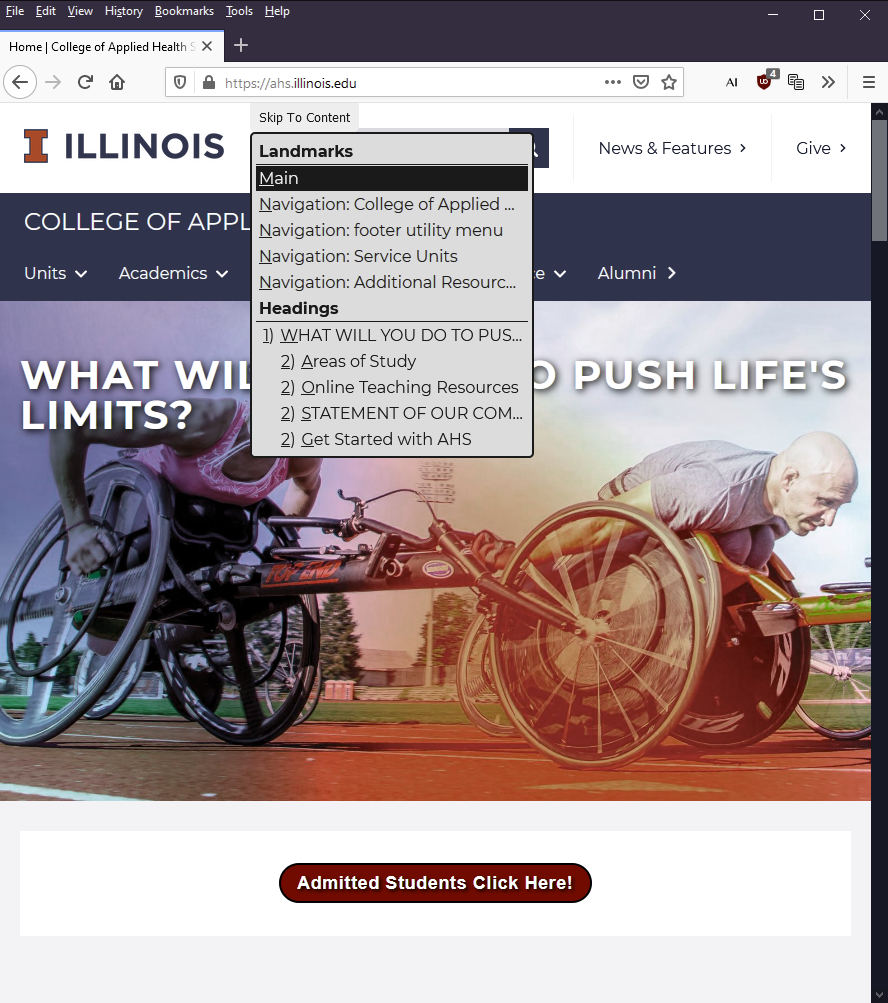 File Edit View History Bookmarks Tools Help
Home | College of Applied Health S
4
https://ahs.illinois.edu
AI
UO
Skip To Content
ILLINOIS
News & Features
Give
Landmarks
Main
Navigation: College of Applied ...
Navigation: footer utility menu
Navigation: Service Units
Navigation: Additional Resourc...
Headings
1) WHAT WILL YOU DO TO PUS...
2) Areas of Study
2) Online Teaching Resources
2) STATEMENT OF OUR COM...
2) Get Started with AHS
COLLEGE OF APPL
Units Academics ce Alumni
WHAT WIL O PUSH LIFE'S
LIMITS?
TOP END
Admitted Students Click Here!